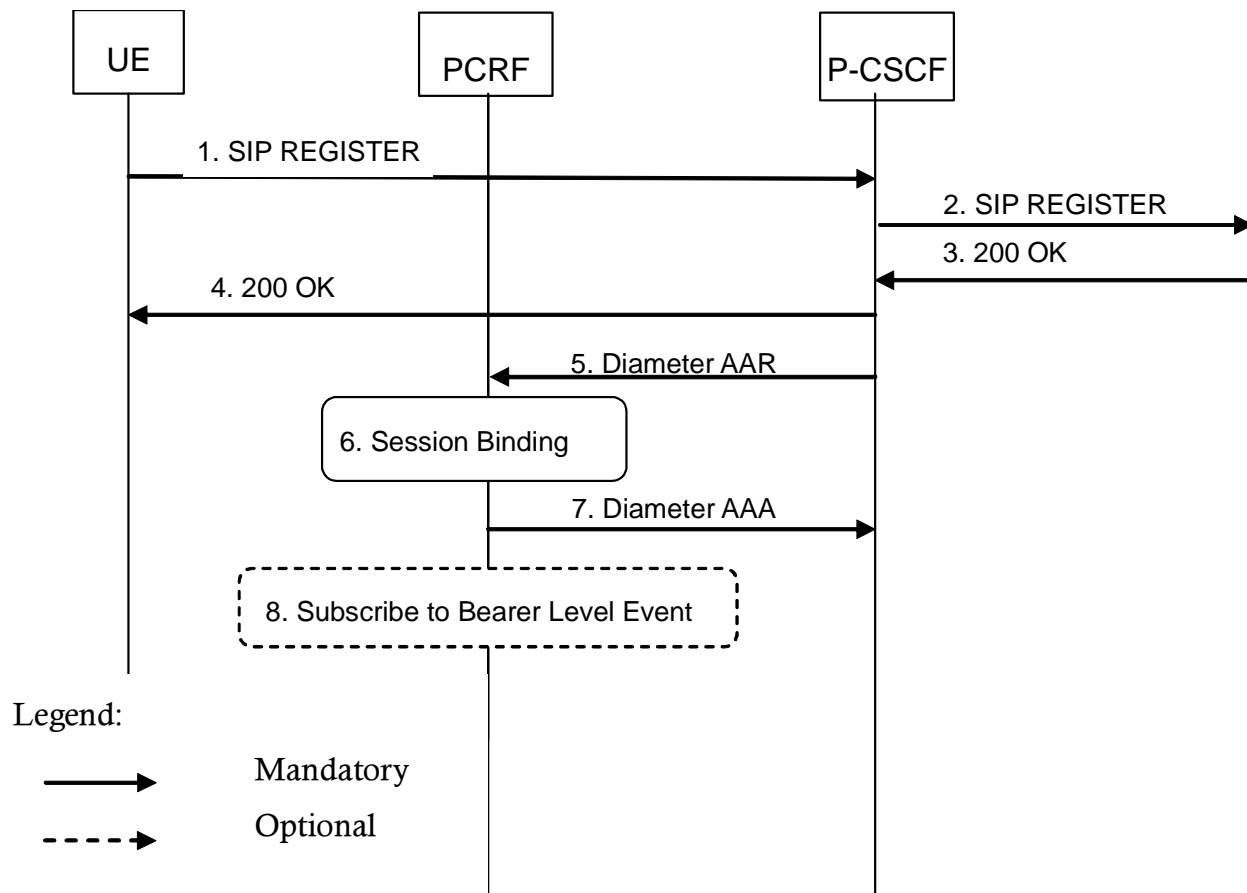 UE
PCRF
P-CSCF
1. SIP REGISTER
2. SIP REGISTER
3. 200 OK
4. 200 OK
5. Diameter AAR
6. Session Binding
7. Diameter AAA
8. Subscribe to Bearer Level Event
Legend:
Mandatory
Optional